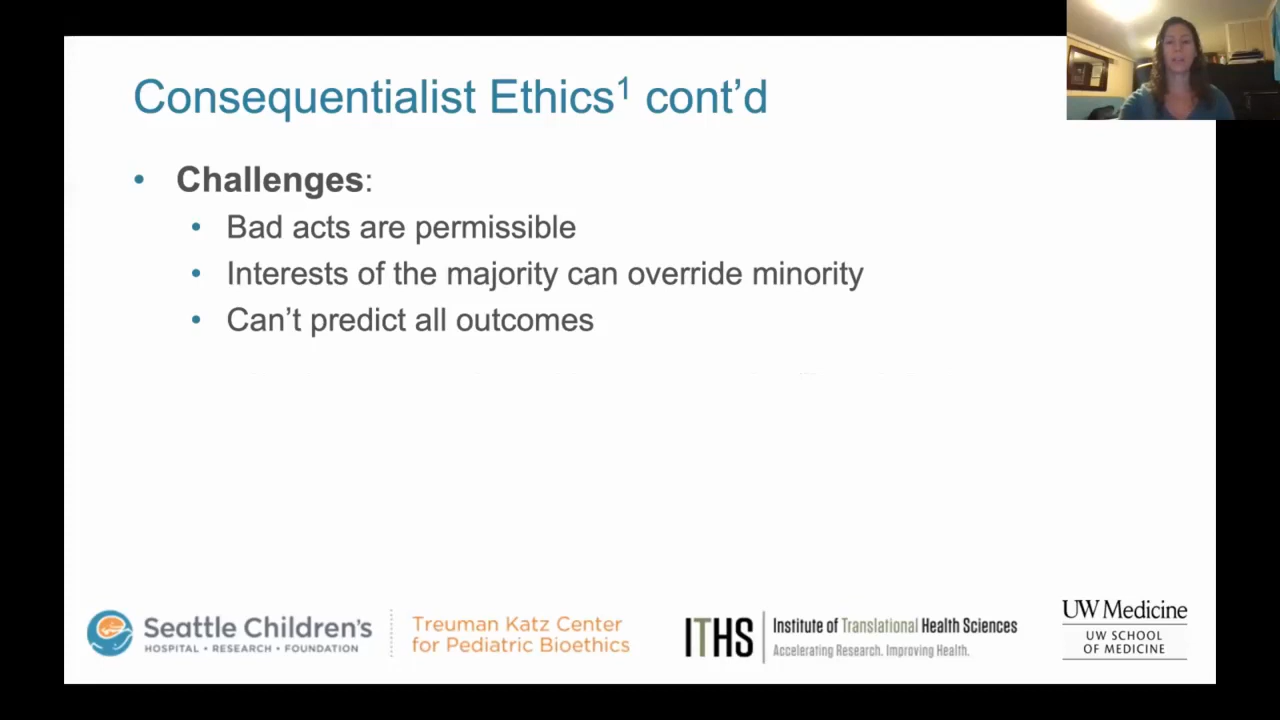 Consequentialist Ethics¹ cont’d
• Challenges:
• Bad acts are permissible
• Interests of the majority can override minority
• Can’t predict all outcomes
Seattle Children's
HOSPITAL • RESEARCH • FOUNDATION
Treuman Katz Center
for Pediatric Bioethics
ITHS
Institute of Translational Health Sciences
Accelerating Research. Improving Health.
UW Medicine
UW SCHOOL
OF MEDICINE